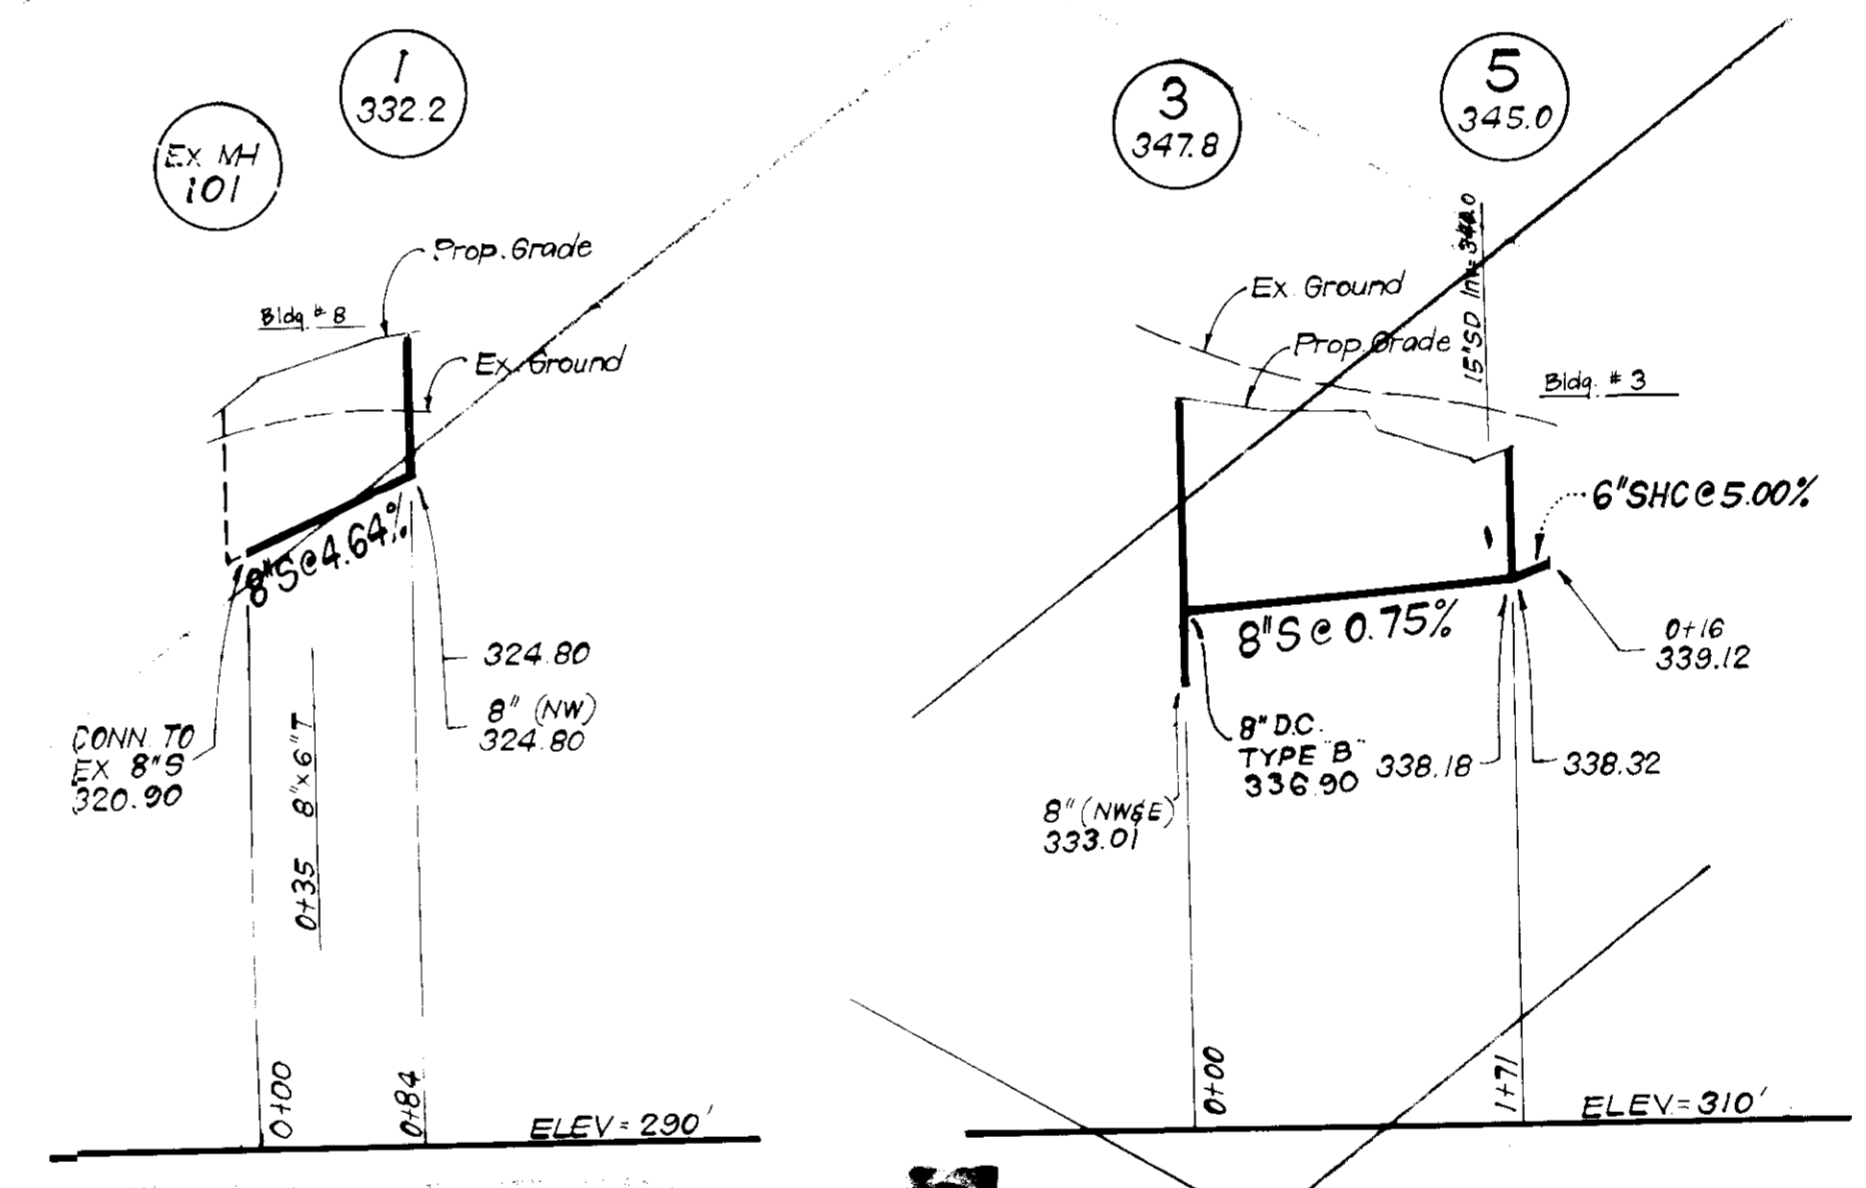 1
332.2
Ex MH
101
Prop. Grade
Bldg. # 8
Ex. Ground
8"S @ 4.64%
324.80
8" (NW)
324.80
CONN. TO
EX 8"S
320.90
0+35 8"x6"T
0+00
0+84
ELEV = 290'
3
347.8
5
345.0
15"SD Inv.=
Ex. Ground
Prop. Grade
Bldg. # 3
6"SHC @ 5.00%
8"S @ 0.75%
0+16
339.12
8" D.C.
TYPE "B"
336.90
338.18
338.32
8" (NW&E)
333.01
0+00
1+71
ELEV.= 310'